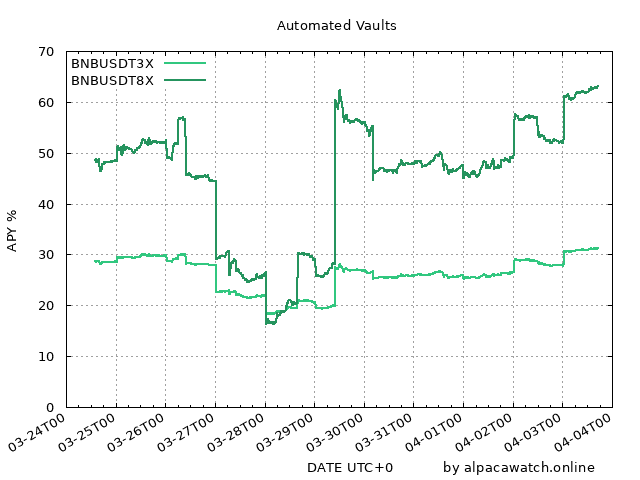 Automated Vaults
BNBUSDT3X
BNBUSDT8X
APY %
70
60
50
40
30
20
10
0
03-24T00
03-25T00
03-26T00
03-27T00
03-28T00
03-29T00
03-30T00
03-31T00
04-01T00
04-02T00
04-03T00
04-04T00
DATE UTC+0
by alpacawatch.online